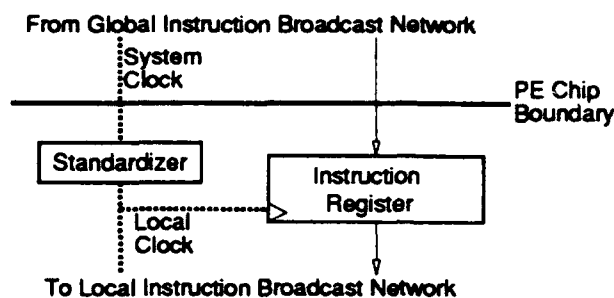 From Global Instruction Broadcast Network
System
Clock
PE Chip
Boundary
Standardizer
Instruction
Register
Local
Clock
To Local Instruction Broadcast Network